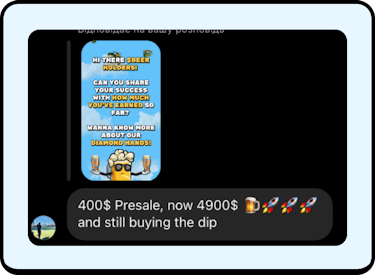 Відповідає на вашу розповідь
HI THERE $BEER
HOLDERS!
CAN YOU SHARE
YOUR SUCCESS
WITH HOW MUCH
YOU'VE EARNED SO
FAR?
WANNA KNOW MORE
ABOUT OUR
DIAMOND HANDS!
400$ Presale, now 4900$ 🍺🚀🚀🚀
and still buying the dip